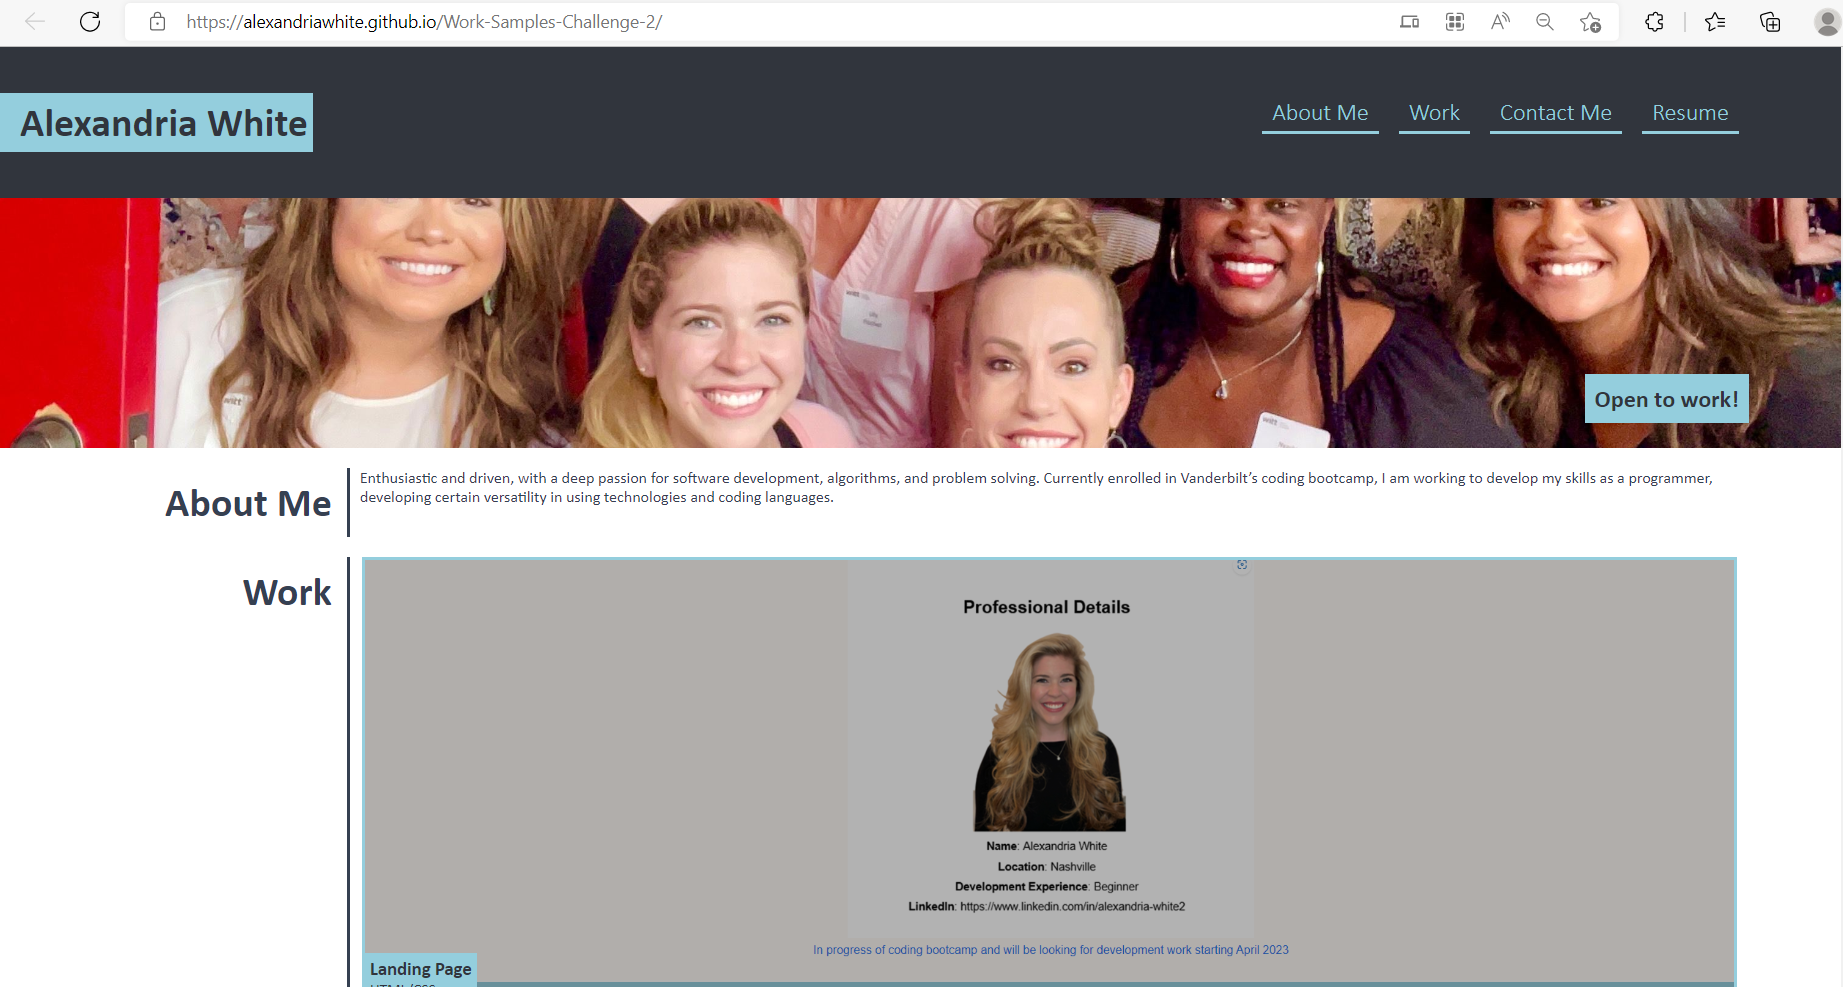 https://alexandriawhite.github.io/Work-Samples-Challenge-2/
Alexandria White
About Me
Work
Contact Me
Resume
witt
witt
Open to work!
About Me
Enthusiastic and driven, with a deep passion for software development, algorithms, and problem solving. Currently enrolled in Vanderbilt’s coding bootcamp, I am working to develop my skills as a programmer,
developing certain versatility in using technologies and coding languages.
Work
Professional Details
Name: Alexandria White
Location: Nashville
Development Experience: Beginner
LinkedIn: https://www.linkedin.com/in/alexandria-white2
In progress of coding bootcamp and will be looking for development work starting April 2023
Landing Page
HTML/CSS